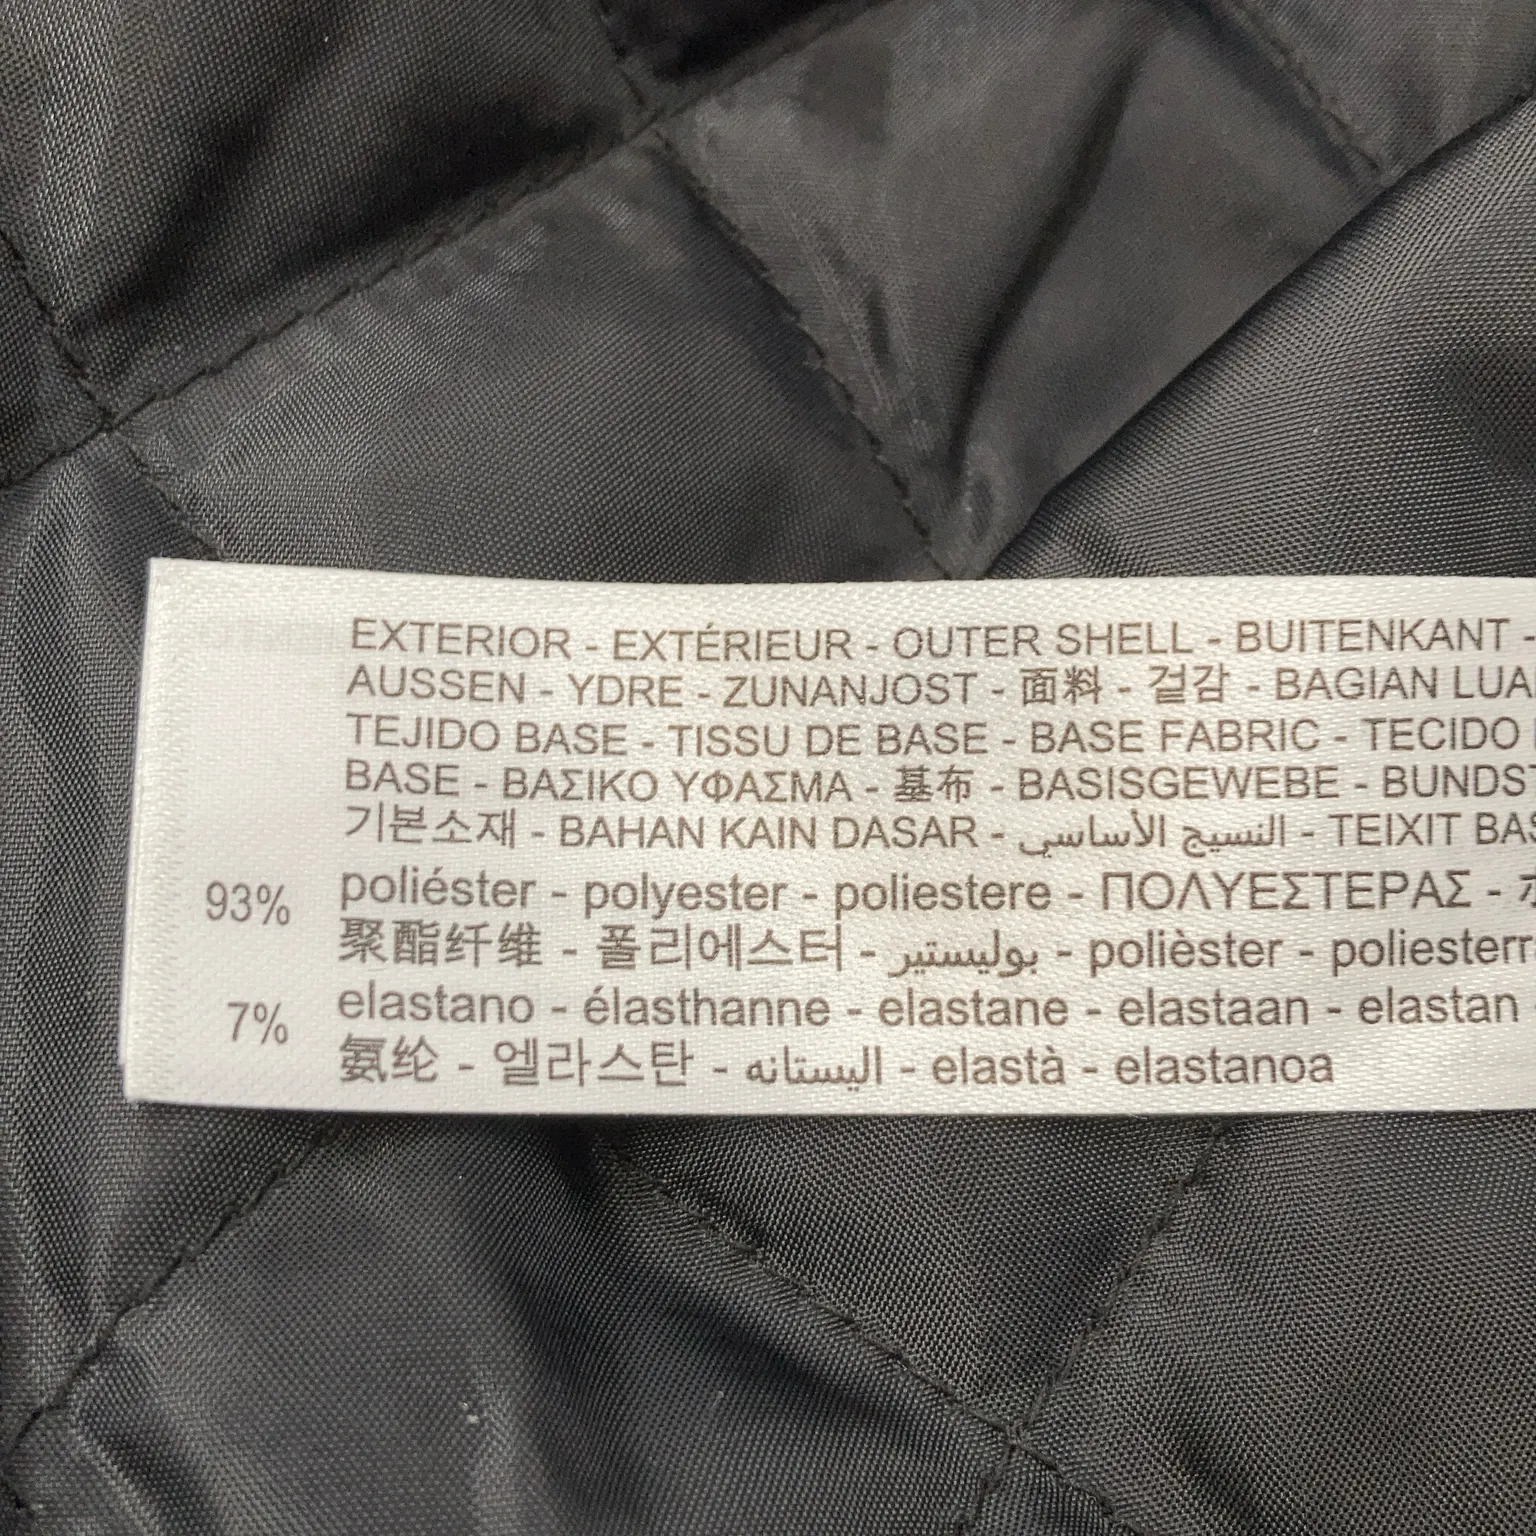 EXTERIOR - EXTÉRIEUR - OUTER SHELL - BUITENKANT -
AUSSEN - YDRE - ZUNANJOST - 面料 - 겉감 - BAGIAN LUA
TEJIDO BASE - TISSU DE BASE - BASE FABRIC - TECIDO
BASE - ΒΑΣΙΚΟ ΥΦΑΣΜΑ - 基布 - BASISGEWEBE - BUNDST
기본소재 - BAHAN KAIN DASAR - النسيج الأساسي - TEIXIT BAS
93% poliéster - polyester - poliestere - ΠΟΛΥΕΣΤΕΡΑΣ -
聚酯纤维 - 폴리에스터 - بوليستير - polièster - poliesterr
7% elastano - élasthanne - elastane - elastaan - elastan
氨纶 - 엘라스탄 - اليستانه - elastà - elastanoa